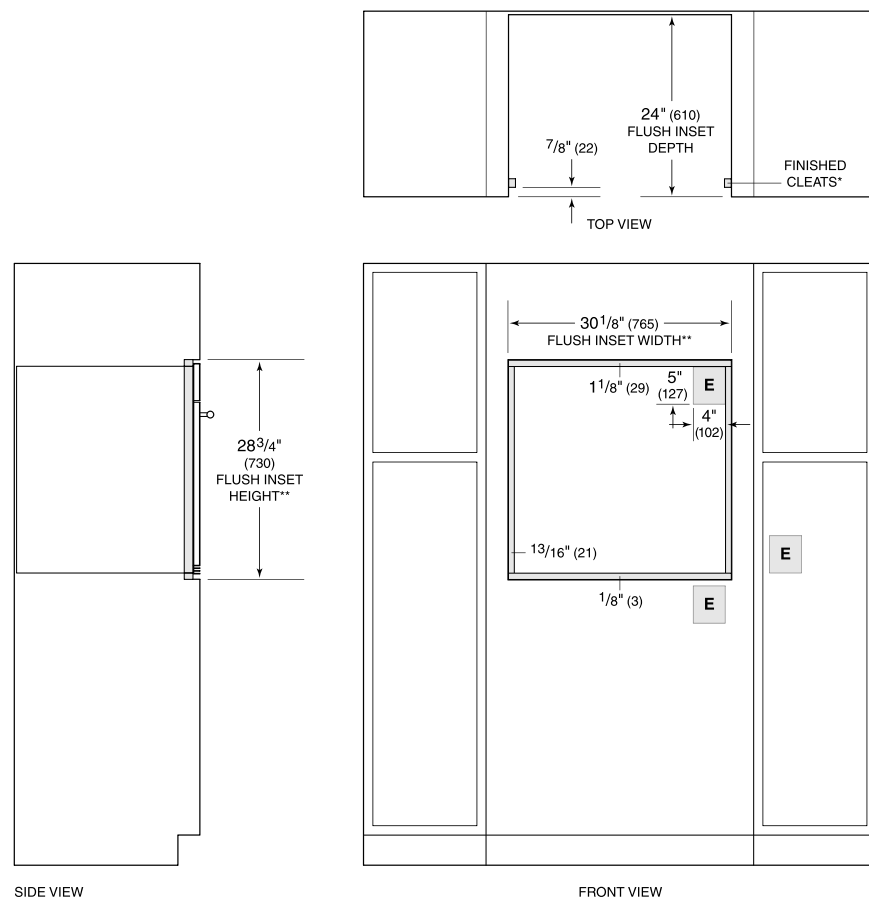 24" (610)
FLUSH INSET
DEPTH
7/8" (22)
FINISHED
CLEATS*
TOP VIEW
30 1/8" (765)
FLUSH INSET WIDTH**
1 1/8" (29)
5"
(127)
E
4"
(102)
28 3/4"
(730)
FLUSH INSET
HEIGHT**
13/16" (21)
E
1/8" (3)
E
SIDE VIEW
FRONT VIEW